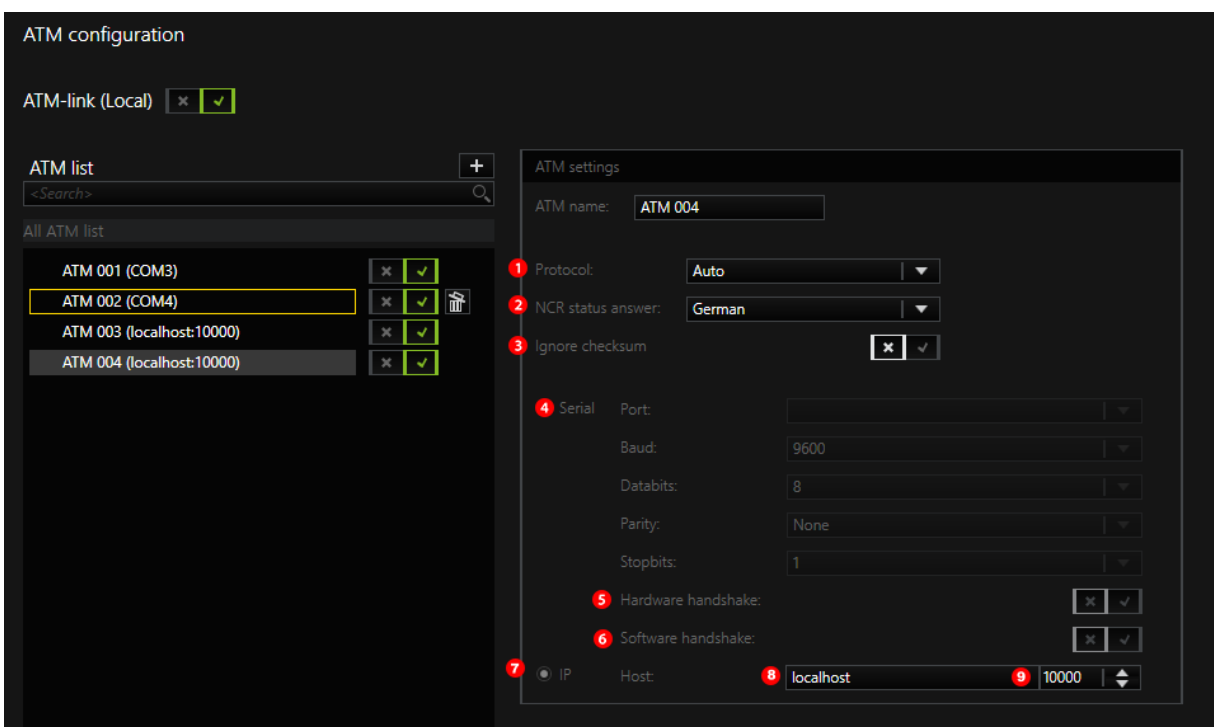 ATM configuration
ATM-link (Local)
ATM list
<Search>
All ATM list
ATM 001 (COM3)
ATM 002 (COM4)
ATM 003 (localhost:10000)
ATM 004 (localhost:10000)
ATM settings
ATM name: ATM 004
1 Protocol: Auto
2 NCR status answer: German
3 Ignore checksum
4 Serial Port:
Baud: 9600
Databits: 8
Parity: None
Stopbits: 1
5 Hardware handshake:
6 Software handshake:
7 IP Host: 8 localhost 9 10000